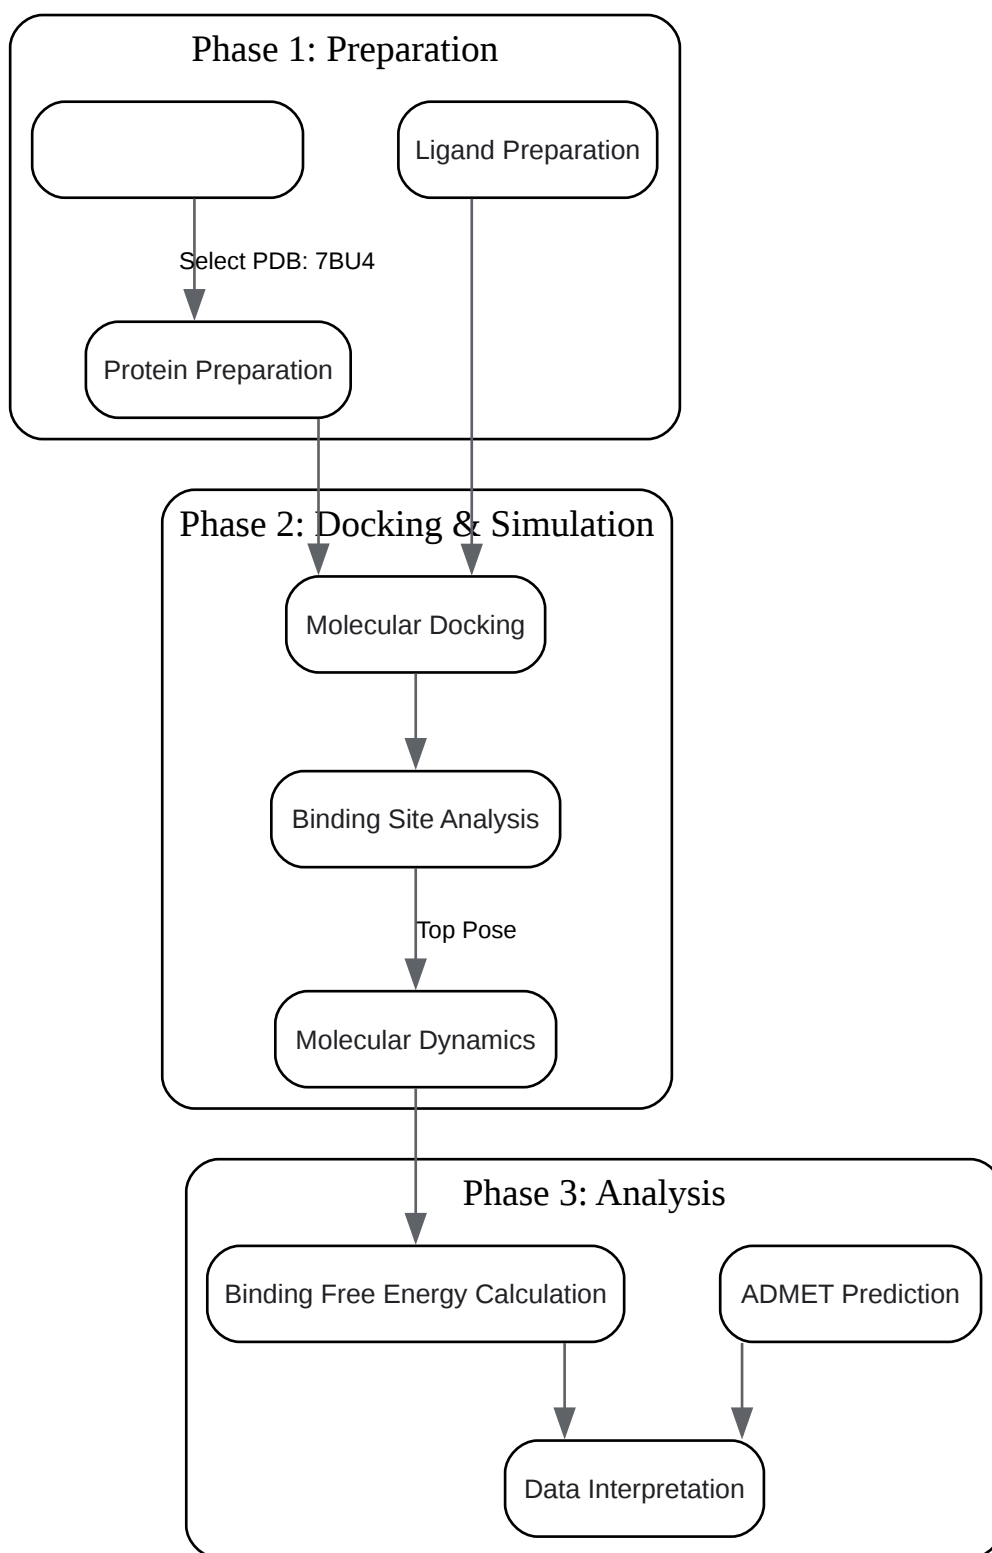 Phase 1: Preparation
Ligand Preparation
Select PDB: 7BU4
Protein Preparation
Phase 2: Docking & Simulation
Molecular Docking
Binding Site Analysis
Top Pose
Molecular Dynamics
Phase 3: Analysis
Binding Free Energy Calculation
ADMET Prediction
Data Interpretation